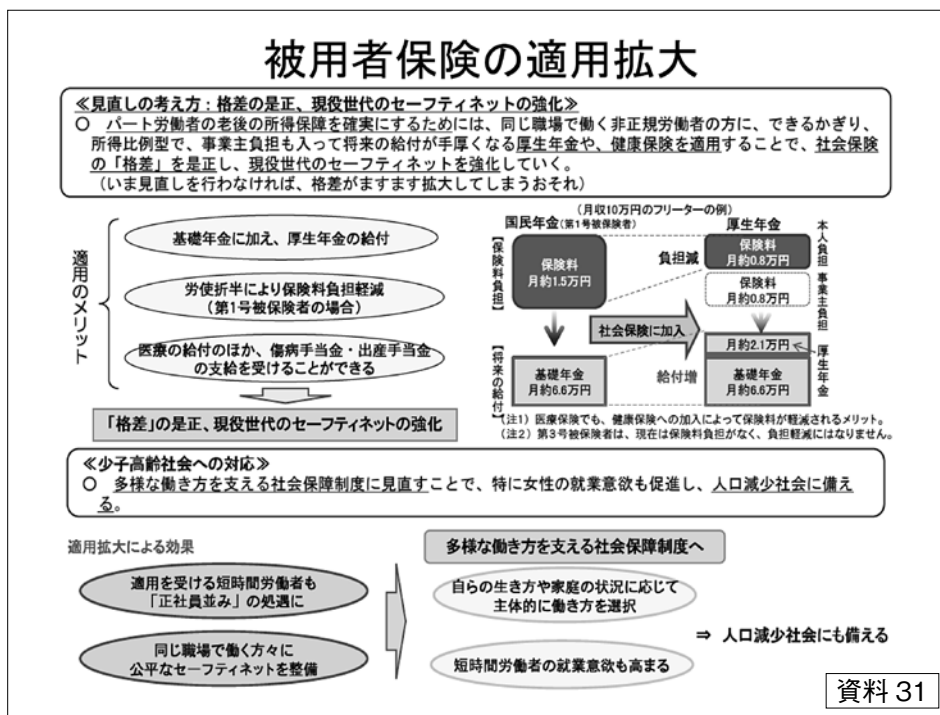 被用者保険の適用拡大
≪見直しの考え方：格差の是正、現役世代のセーフティネットの強化≫
○ パート労働者の老後の所得保障を確実にするためには、同じ職場で働く非正規労働者の方に、できるかぎり、
所得比例型で、事業主負担も入って将来の給付が手厚くなる厚生年金や、健康保険を適用することで、社会保険
の「格差」を是正し、現役世代のセーフティネットを強化していく。
（いま見直しを行わなければ、格差がますます拡大してしまうおそれ）
適用のメリット
基礎年金に加え、厚生年金の給付
労使折半により保険料負担軽減
（第1号被保険者の場合）
医療の給付のほか、傷病手当金・出産手当金
の支給を受けることができる
「格差」の是正、現役世代のセーフティネットの強化
（月収10万円のフリーターの例）
国民年金（第1号被保険者）
厚生年金
【保険料負担】
保険料
月約1.5万円
負担減
保険料
月約0.8万円
本人負担
保険料
月約0.8万円
事業主負担
社会保険に加入
【将来の給付】
基礎年金
月約6.6万円
給付増
月約2.1万円
厚生年金
基礎年金
月約6.6万円
（注1）医療保険でも、健康保険への加入によって保険料が軽減されるメリット。
（注2）第3号被保険者は、現在は保険料負担がなく、負担軽減にはなりません。
≪少子高齢社会への対応≫
○ 多様な働き方を支える社会保障制度に見直すことで、特に女性の就業意欲も促進し、人口減少社会に備え
る。
適用拡大による効果
適用を受ける短時間労働者も
「正社員並み」の処遇に
同じ職場で働く方々に
公平なセーフティネットを整備
多様な働き方を支える社会保障制度へ
自らの生き方や家庭の状況に応じて
主体的に働き方を選択
短時間労働者の就業意欲も高まる
⇒ 人口減少社会にも備える
資料 31